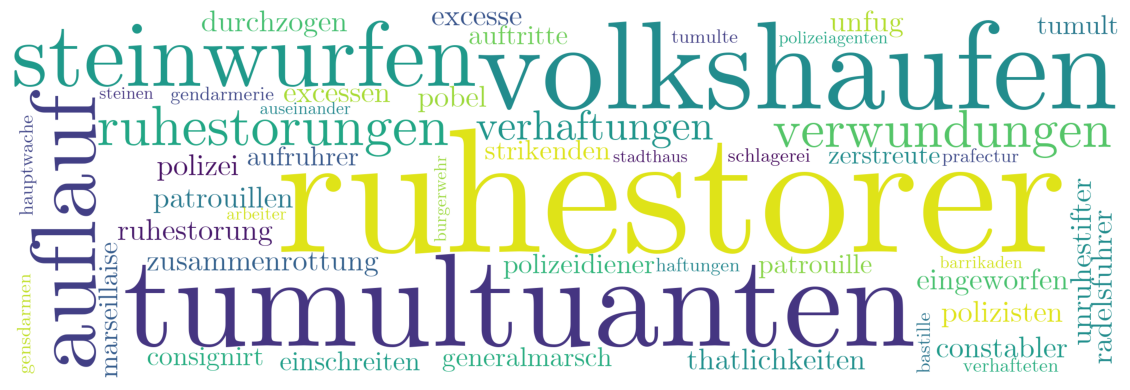 durchzogen
excesse
unfug
tumult
auftritte
tumulte
polizeiagenten
steinwurfen
volkshaufen
steinen
gendarmerie
excessen
pobel
auseinander
ruhestorungen
verhaftungen
verwundungen
hauptwache
auflauf
polizei
aufruhrer
strikenden
stadthaus
schlagerei
zerstreute
prafectur
patrouillen
arbeiter
burgerwehr
ruhestorer
ruhestorung
zusammenrottung
polizeidiener
haftungen
patrouille
barrikaden
eingeworfen
unruhestifter
radelsfuhrer
gensdarmen
marseillaise
tumultuanten
bastille
polizisten
consignirt
einschreiten
generalmarsch
thatlichkeiten
constabler
verhafteten